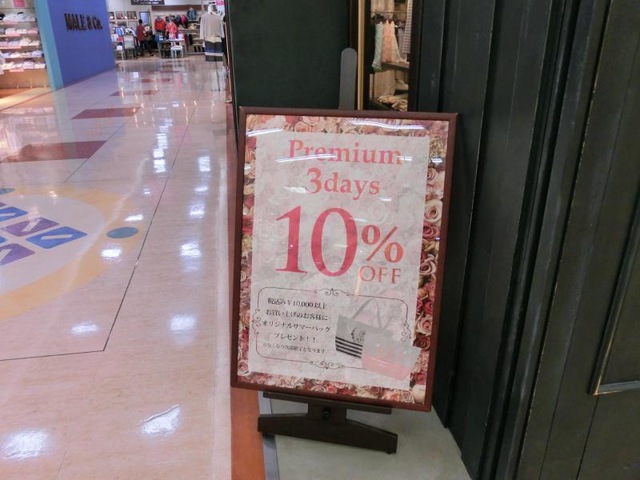 MALE & Co.
Premium
3days
10%
OFF
税込み¥10,000以上
お買い上げのお客様に
オリジナルサマーバッグ
プレゼント！！